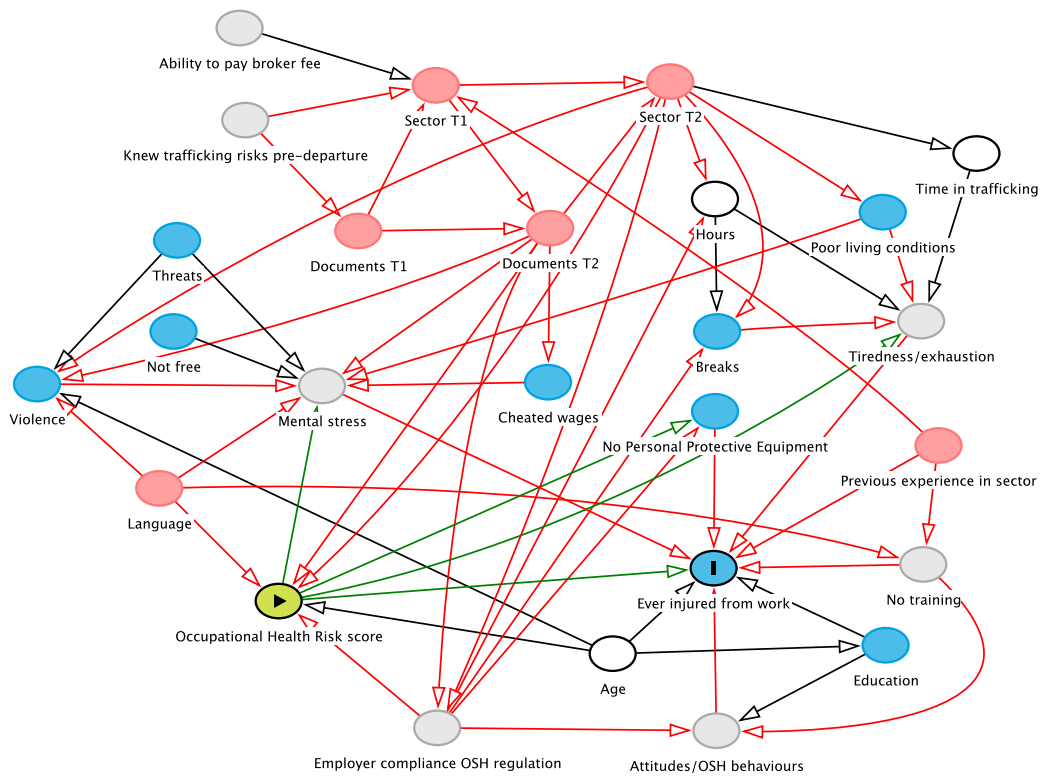 Ability to pay broker fee
Sector T1
Sector T2
Knew trafficking risks pre-departure
Time in trafficking
Hours
Poor living conditions
Documents T1
Documents T2
Threats
Tiredness/exhaustion
Not free
Breaks
Violence
Mental stress
Cheated wages
No Personal Protective Equipment
Previous experience in sector
Language
Ever injured from work
No training
Occupational Health Risk score
Age
Education
Employer compliance OSH regulation
Attitudes/OSH behaviours